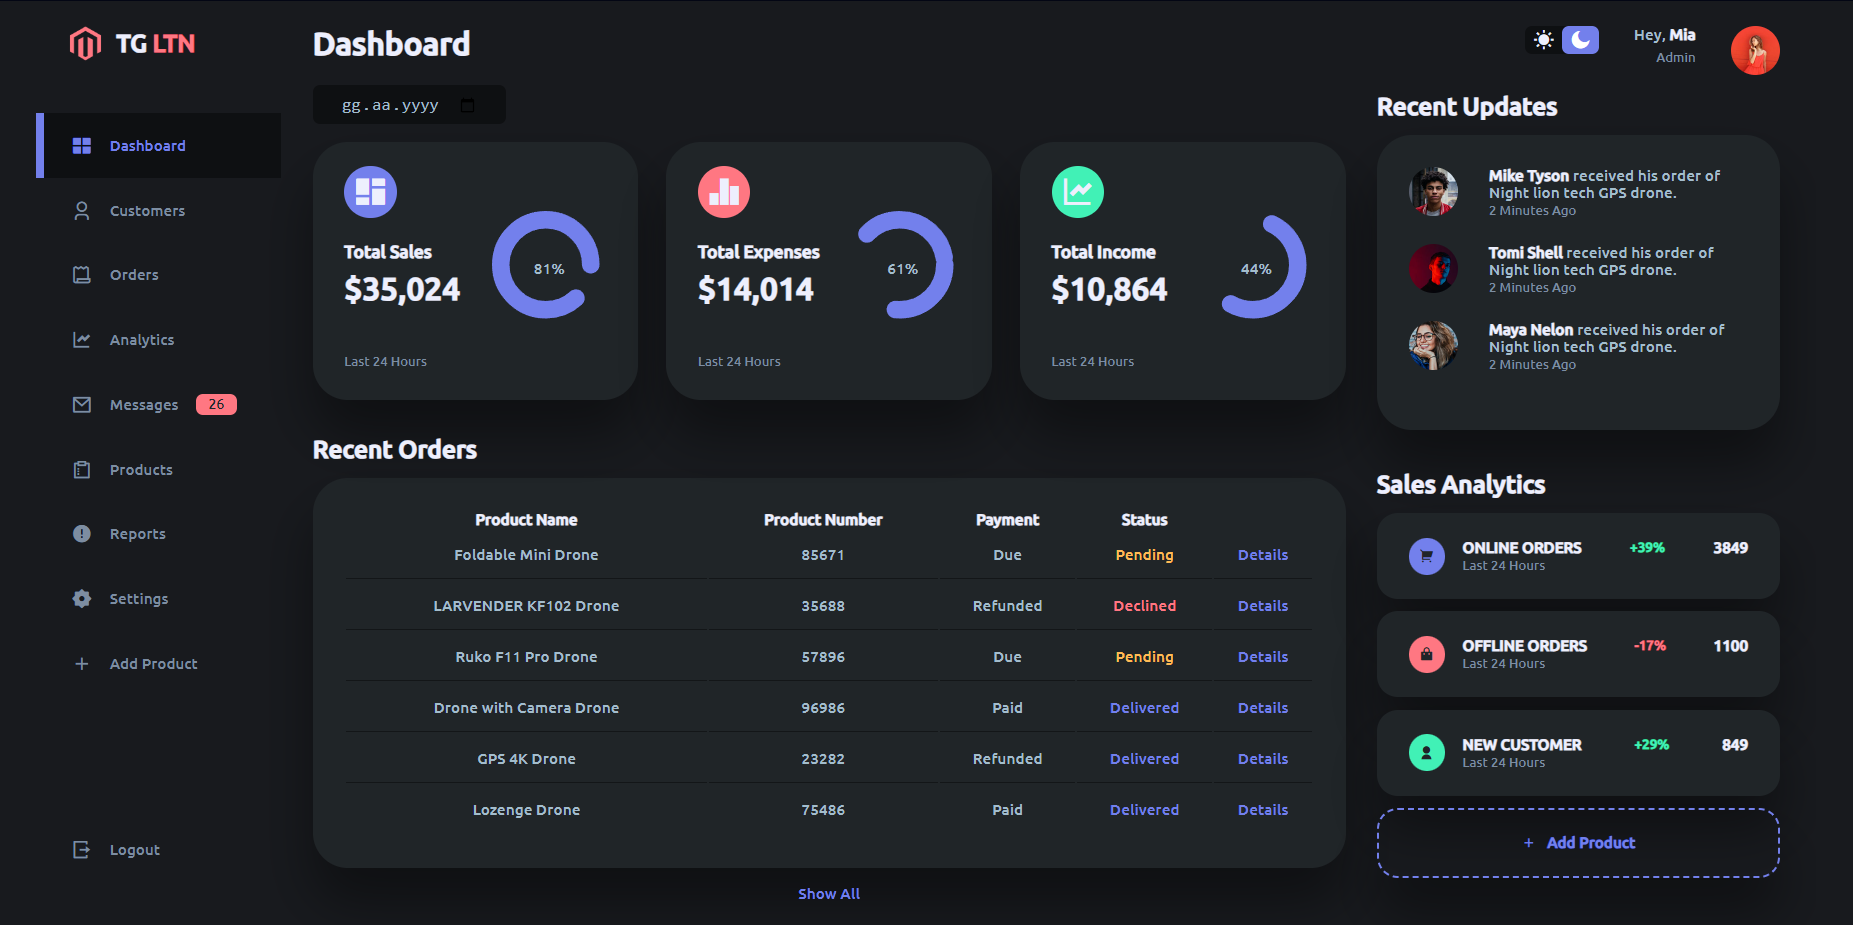 TG LTN
Dashboard
Customers
Orders
Analytics
Messages 26
Products
Reports
Settings
+ Add Product
Logout
Dashboard
gg.aa.yyyy
Total Sales
$35,024
81%
Last 24 Hours
Total Expenses
$14,014
61%
Last 24 Hours
Total Income
$10,864
44%
Last 24 Hours
Recent Orders
Product Name Product Number Payment Status
Foldable Mini Drone 85671 Due Pending Details
LARVENDER KF102 Drone 35688 Refunded Declined Details
Ruko F11 Pro Drone 57896 Due Pending Details
Drone with Camera Drone 96986 Paid Delivered Details
GPS 4K Drone 23282 Refunded Delivered Details
Lozenge Drone 75486 Paid Delivered Details
Show All
Hey, Mia
Admin
Recent Updates
Mike Tyson received his order of
Night lion tech GPS drone.
2 Minutes Ago
Tomi Shell received his order of
Night lion tech GPS drone.
2 Minutes Ago
Maya Nelon received his order of
Night lion tech GPS drone.
2 Minutes Ago
Sales Analytics
ONLINE ORDERS +39% 3849
Last 24 Hours
OFFLINE ORDERS -17% 1100
Last 24 Hours
NEW CUSTOMER +29% 849
Last 24 Hours
+ Add Product